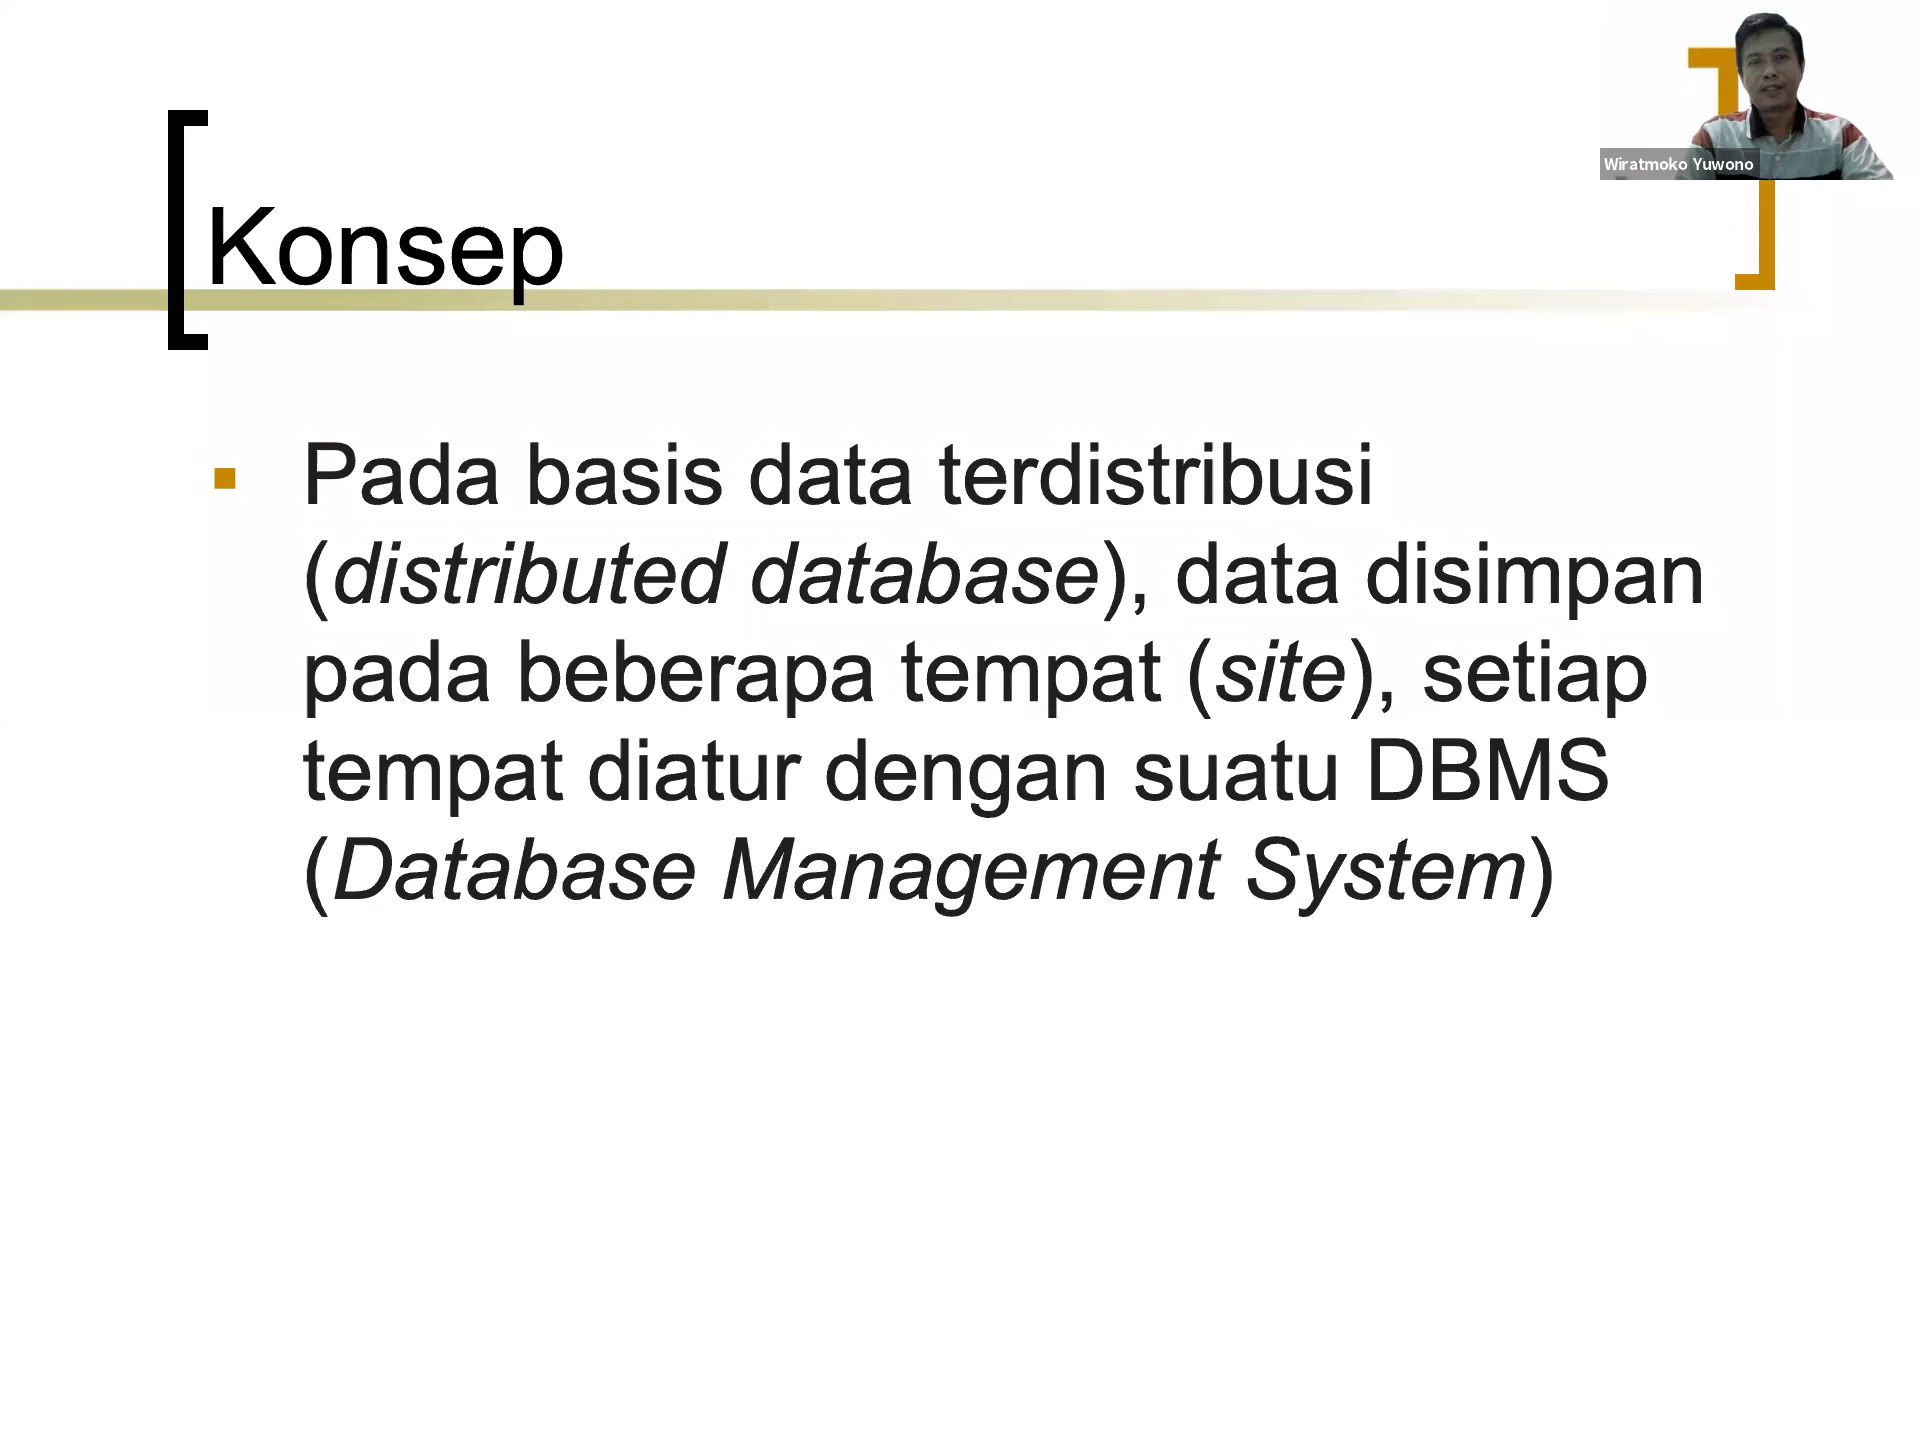 Wiratmoko Yuwono
Konsep
▪ Pada basis data terdistribusi
(distributed database), data disimpan
pada beberapa tempat (site), setiap
tempat diatur dengan suatu DBMS
(Database Management System)